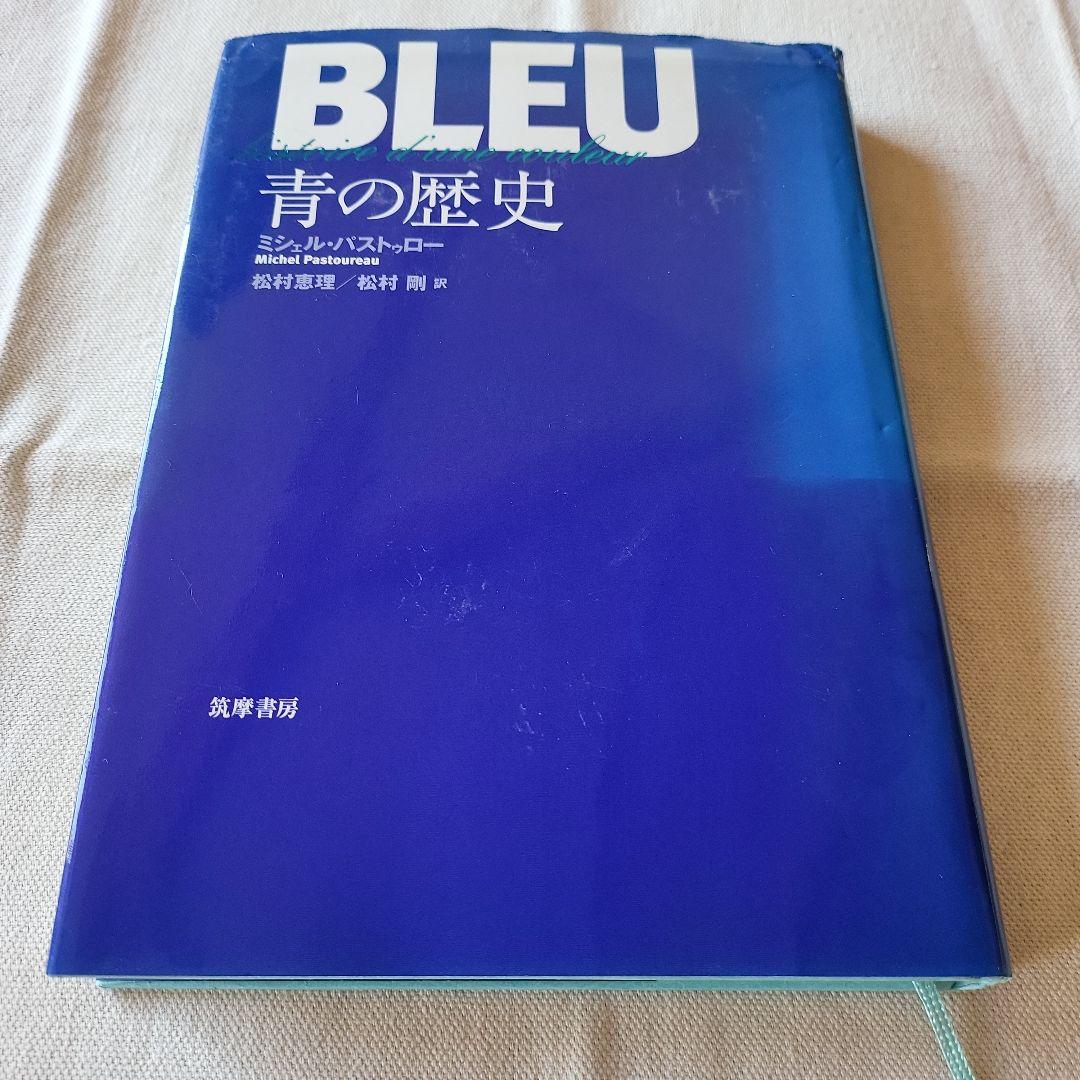 BLEU
histoire d'une couleur
青の歴史
ミシェル・パストゥロー
Michel Pastoureau
松村恵理／松村 剛 訳
筑摩書房